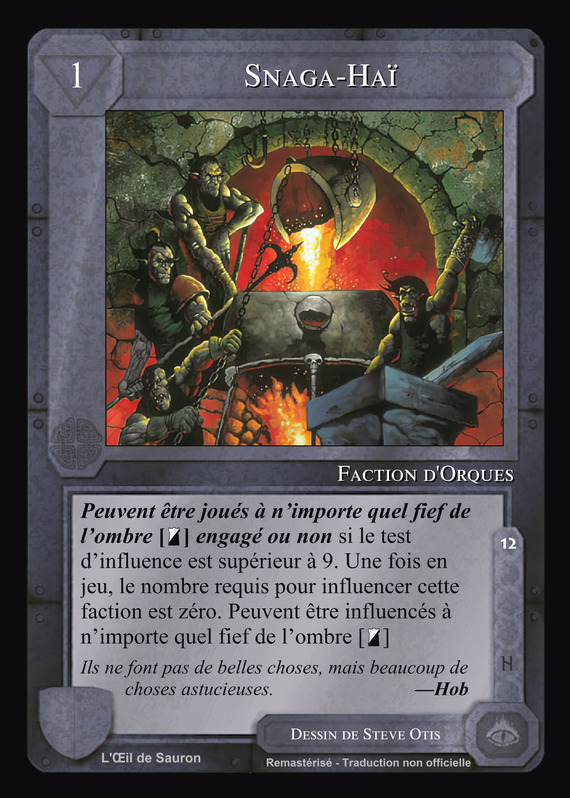 1
Snaga-Haï
Faction d'Orques
Peuvent être joués à n'importe quel fief de
l'ombre [ ] engagé ou non si le test
d'influence est supérieur à 9. Une fois en
jeu, le nombre requis pour influencer cette
faction est zéro. Peuvent être influencés à
n'importe quel fief de l'ombre [ ]
Ils ne font pas de belles choses, mais beaucoup de
choses astucieuses. —Hob
12
Dessin de Steve Otis
L'Œil de Sauron
Remastérisé - Traduction non officielle